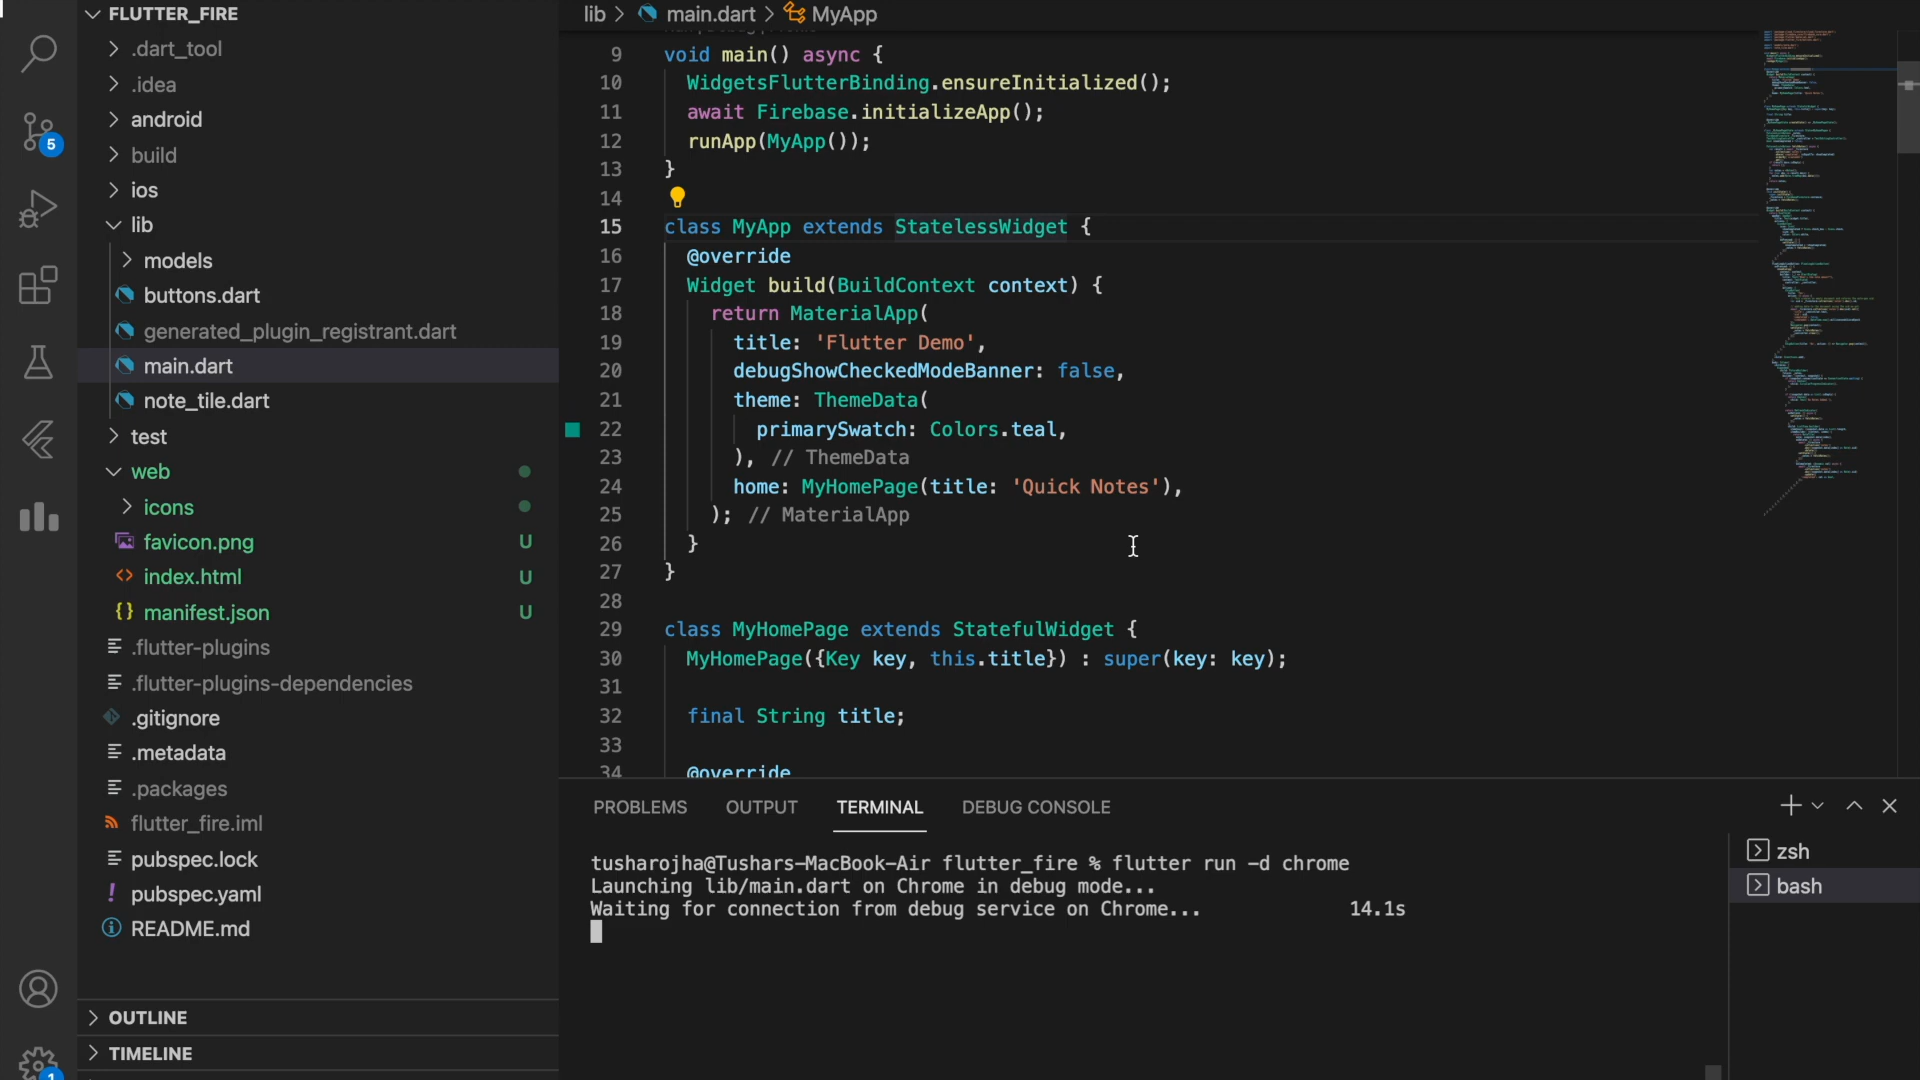 FLUTTER_FIRE
.dart_tool
.idea
android
build
ios
lib
models
buttons.dart
generated_plugin_registrant.dart
main.dart
note_tile.dart
test
web
icons
favicon.png U
index.html U
manifest.json U
.flutter-plugins
.flutter-plugins-dependencies
.gitignore
.metadata
.packages
flutter_fire.iml
pubspec.lock
pubspec.yaml
README.md
OUTLINE
TIMELINE
5
1
lib > main.dart > MyApp
9 void main() async {
10 WidgetsFlutterBinding.ensureInitialized();
11 await Firebase.initializeApp();
12 runApp(MyApp());
13 }
14
15 class MyApp extends StatelessWidget {
16 @override
17 Widget build(BuildContext context) {
18 return MaterialApp(
19 title: 'Flutter Demo',
20 debugShowCheckedModeBanner: false,
21 theme: ThemeData(
22 primarySwatch: Colors.teal,
23 ), // ThemeData
24 home: MyHomePage(title: 'Quick Notes'),
25 ); // MaterialApp
26 }
27 }
28
29 class MyHomePage extends StatefulWidget {
30 MyHomePage({Key key, this.title}) : super(key: key);
31
32 final String title;
33
34 @override
PROBLEMS OUTPUT TERMINAL DEBUG CONSOLE
tusharojha@Tushars-MacBook-Air flutter_fire % flutter run -d chrome
Launching lib/main.dart on Chrome in debug mode...
Waiting for connection from debug service on Chrome... 14.1s
zsh
bash